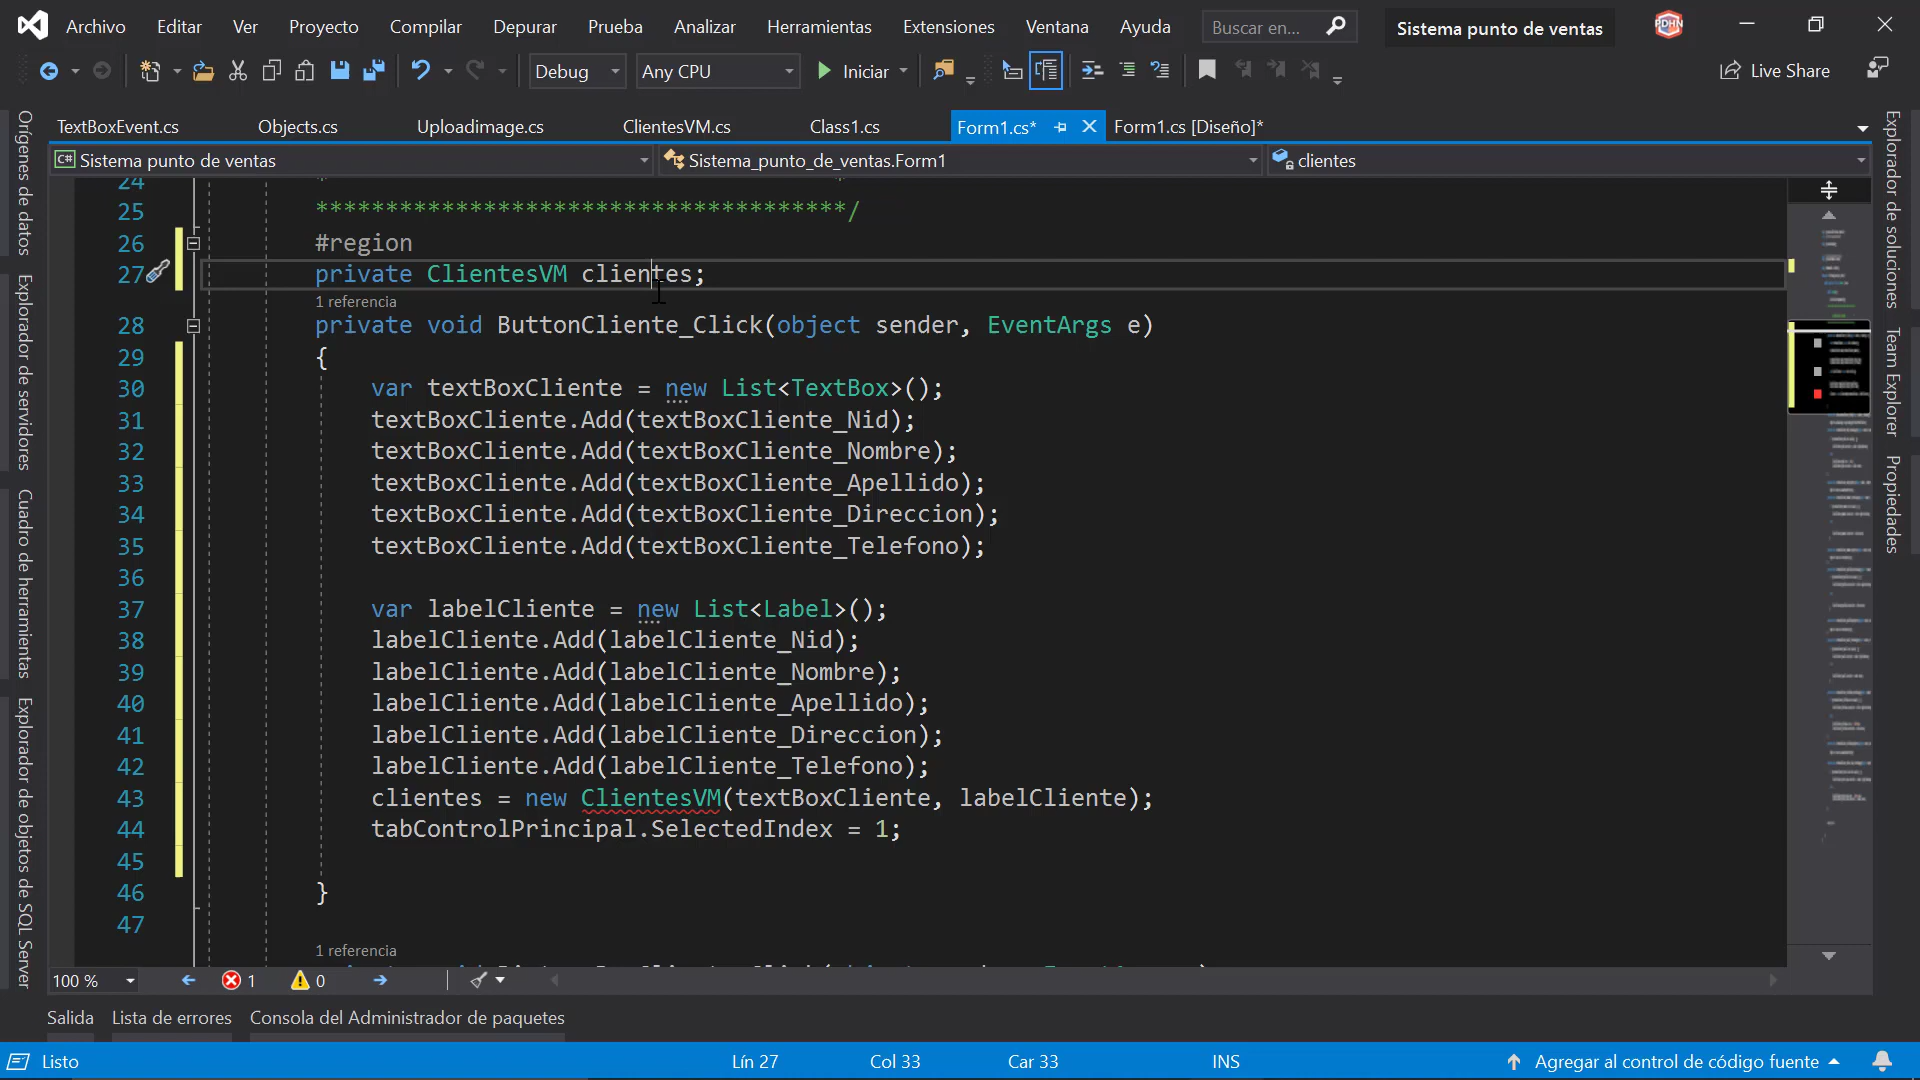 Archivo Editar Ver Proyecto Compilar Depurar Prueba Analizar Herramientas Extensiones Ventana Ayuda Buscar en... Sistema punto de ventas PDHN
Debug Any CPU Iniciar Live Share
TextBoxEvent.cs Objects.cs Uploadimage.cs ClientesVM.cs Class1.cs Form1.cs* Form1.cs [Diseño]*
C# Sistema punto de ventas Sistema_punto_de_ventas.Form1 clientes
24
25 **************************************/
26 #region
27 private ClientesVM clientes;
1 referencia
28 private void ButtonCliente_Click(object sender, EventArgs e)
29 {
30 var textBoxCliente = new List<TextBox>();
31 textBoxCliente.Add(textBoxCliente_Nid);
32 textBoxCliente.Add(textBoxCliente_Nombre);
33 textBoxCliente.Add(textBoxCliente_Apellido);
34 textBoxCliente.Add(textBoxCliente_Direccion);
35 textBoxCliente.Add(textBoxCliente_Telefono);
36
37 var labelCliente = new List<Label>();
38 labelCliente.Add(labelCliente_Nid);
39 labelCliente.Add(labelCliente_Nombre);
40 labelCliente.Add(labelCliente_Apellido);
41 labelCliente.Add(labelCliente_Direccion);
42 labelCliente.Add(labelCliente_Telefono);
43 clientes = new ClientesVM(textBoxCliente, labelCliente);
44 tabControlPrincipal.SelectedIndex = 1;
45
46 }
47
1 referencia
Orígenes de datos
Explorador de servidores
Cuadro de herramientas
Explorador de objetos de SQL Server
Explorador de soluciones
Team Explorer
Propiedades
100 % 1 0
Salida Lista de errores Consola del Administrador de paquetes
Listo Lín 27 Col 33 Car 33 INS Agregar al control de código fuente